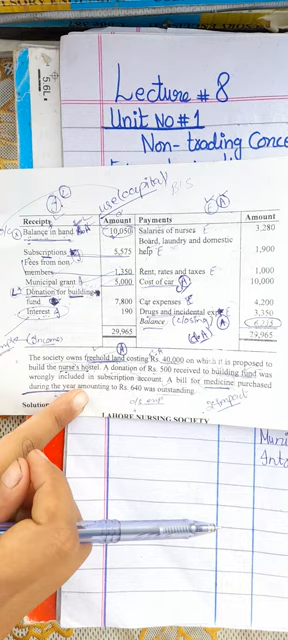 5.6L
Lecture # 8
Unit No # 1
Non-trading Conce
use (capital)
Receipts Amount Payments Amount
Balance in hand 10,050 Salaries of nurses E 3,280
Board, laundry and domestic
Subscriptions 5,575 help E 1,900
Fees from non
members 1,350 Rent, rates and taxes E 1,000
Municipal grant 5,000 Cost of car A 10,000
Donation for building
fund 7,800 Car expenses E 4,200
Interest 190 Drugs and incidental exp E 3,350
Balance (closing) A
29,965 29,965
The society owns freehold land costing Rs. 40,000 on which it is proposed to
build the nurse's hostel. A donation of Rs. 500 received to building fund was
wrongly included in subscription account. A bill for medicine purchased
during the year amounting to Rs. 640 was outstanding.
o/s exp
Solution
LAHORE NURSING SOCIETY